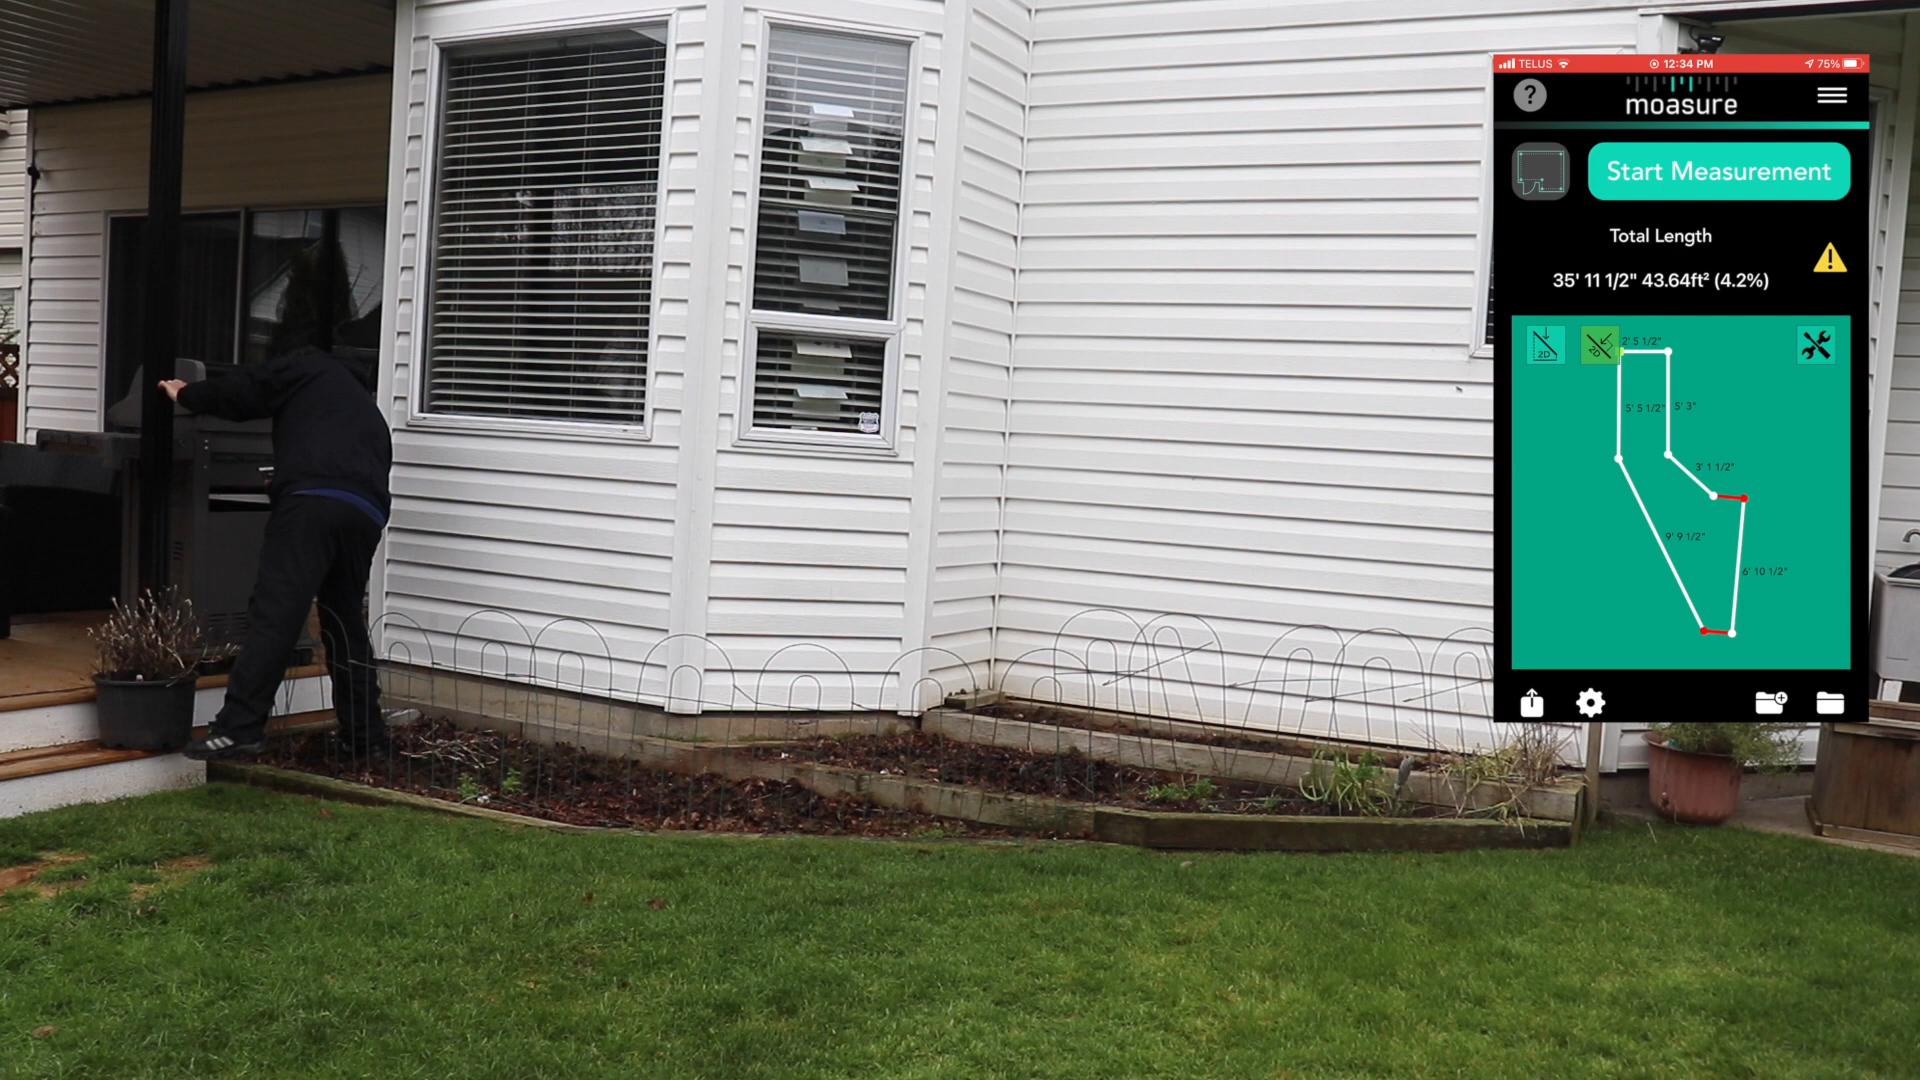 TELUS 12:34 PM 75%
?
moasure
Start Measurement
Total Length
35' 11 1/2" 43.64ft² (4.2%)
2D
2D
2' 5 1/2"
5' 5 1/2"
5' 3"
3' 1 1/2"
9' 9 1/2"
6' 10 1/2"